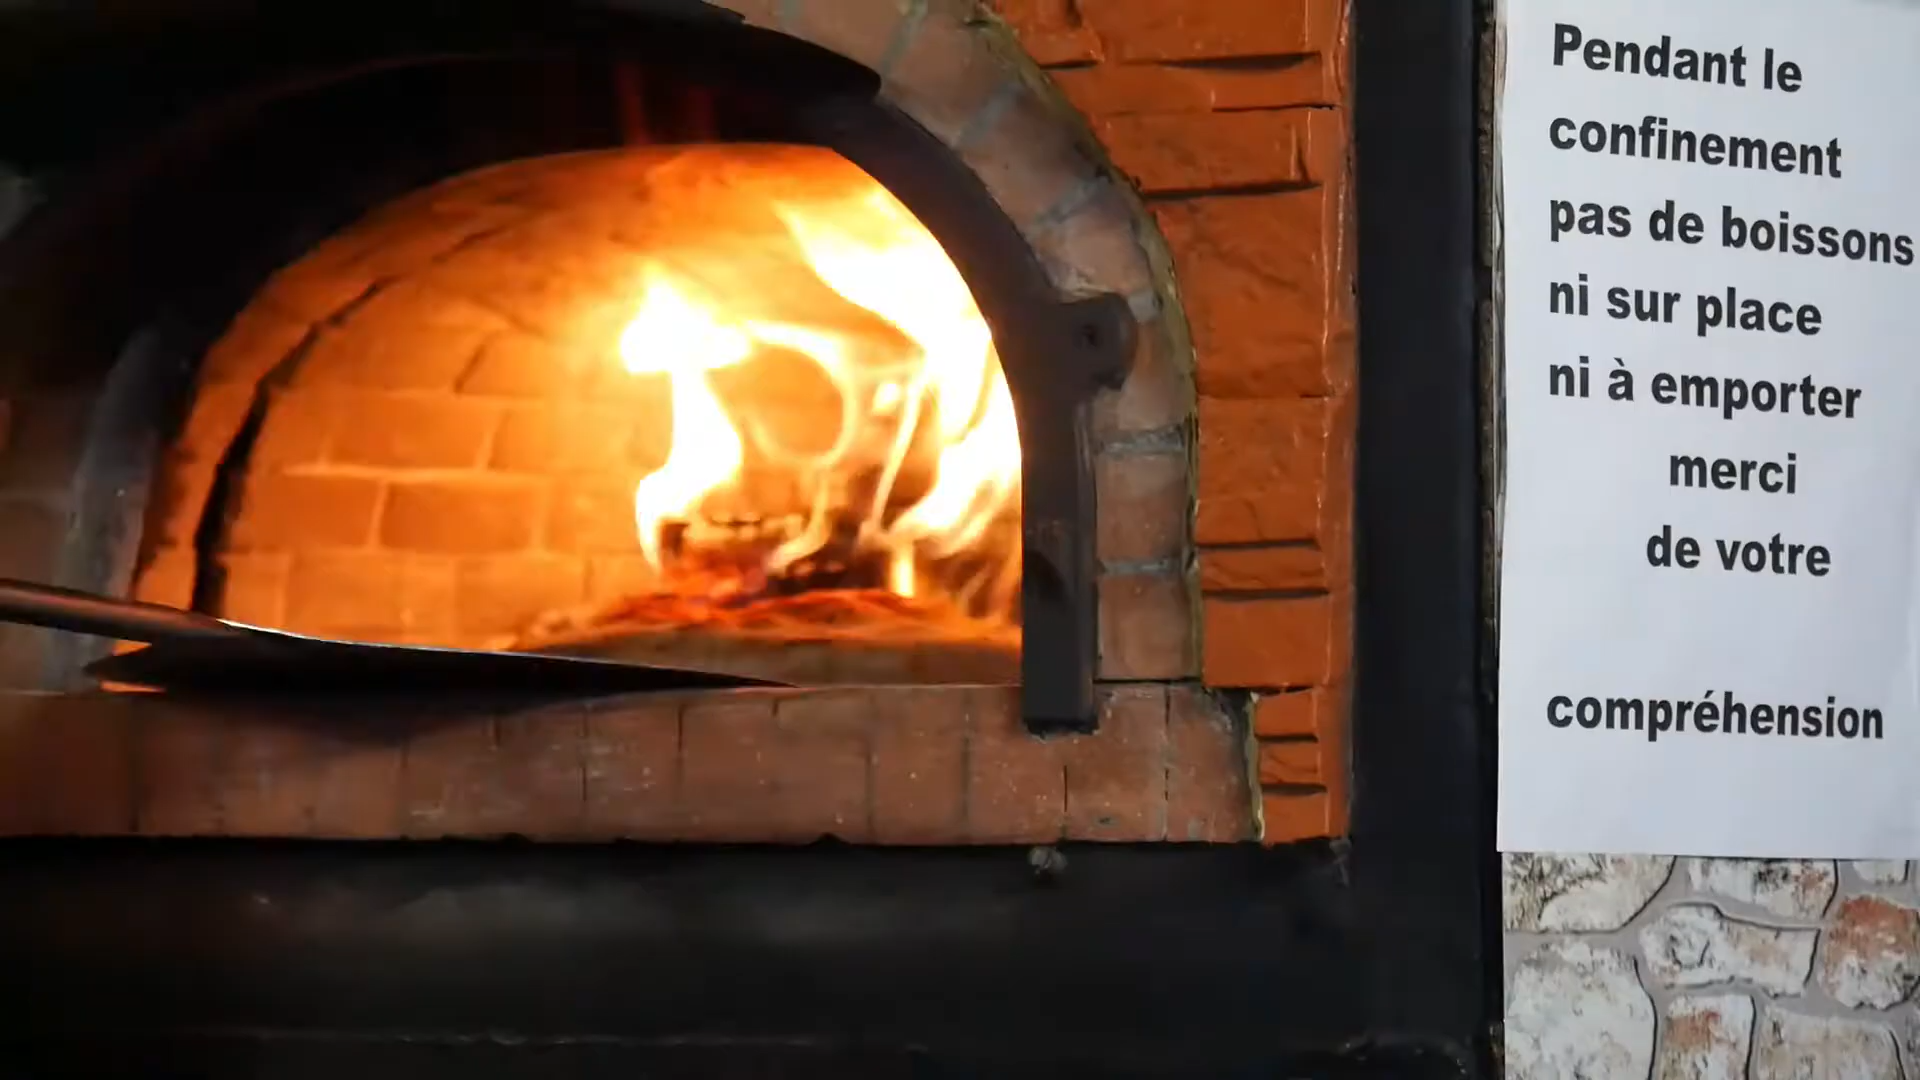 Pendant le
confinement
pas de boissons
ni sur place
ni à emporter
merci
de votre
compréhension